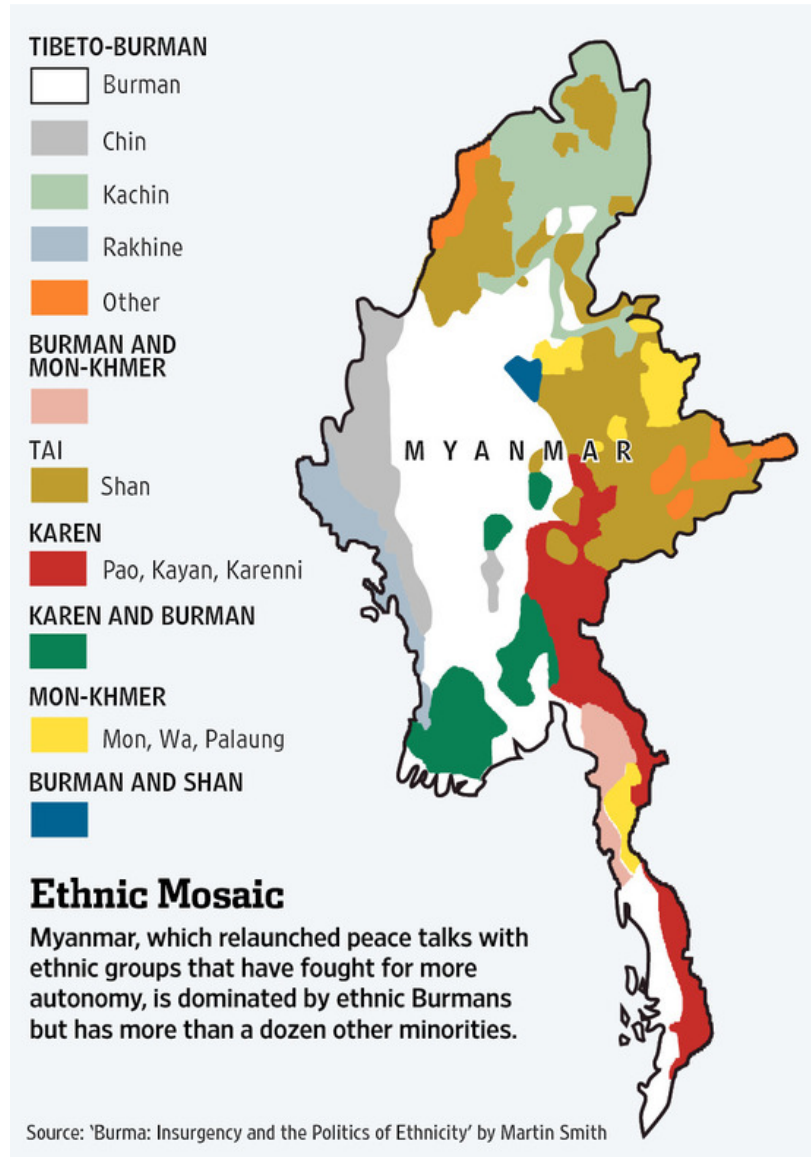 TIBETO-BURMAN
Burman
Chin
Kachin
Rakhine
Other
BURMAN AND
MON-KHMER
TAI
Shan
KAREN
Pao, Kayan, Karenni
KAREN AND BURMAN
MON-KHMER
Mon, Wa, Palaung
BURMAN AND SHAN
MYANMAR
Ethnic Mosaic
Myanmar, which relaunched peace talks with
ethnic groups that have fought for more
autonomy, is dominated by ethnic Burmans
but has more than a dozen other minorities.
Source: ‘Burma: Insurgency and the Politics of Ethnicity’ by Martin Smith